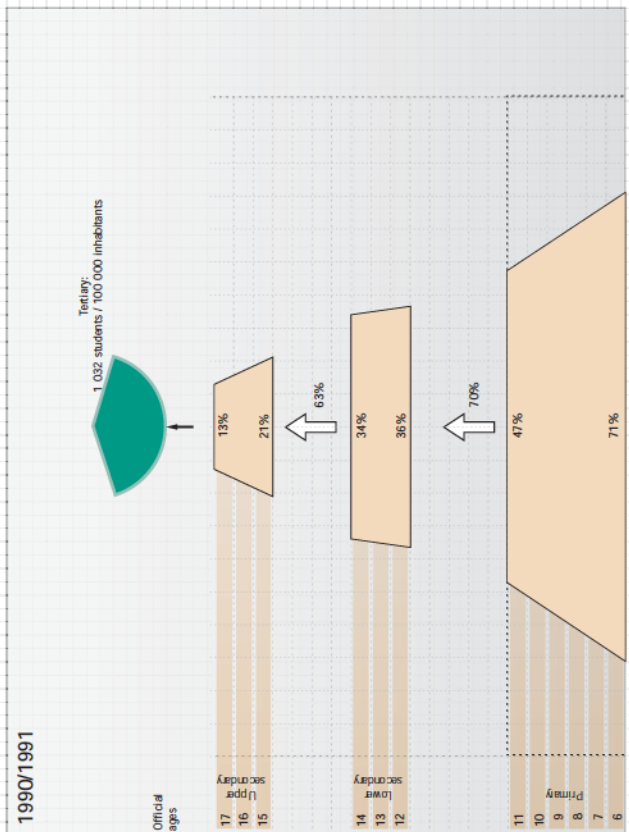 1990/1991
Tertiary:
1 032 students / 100 000 inhabitants
Official
ages
17
16
15
Upper
secondary
13%
21%
63%
14
13
12
Lower
secondary
34%
36%
70%
11
10
9
8
7
6
Primary
47%
71%